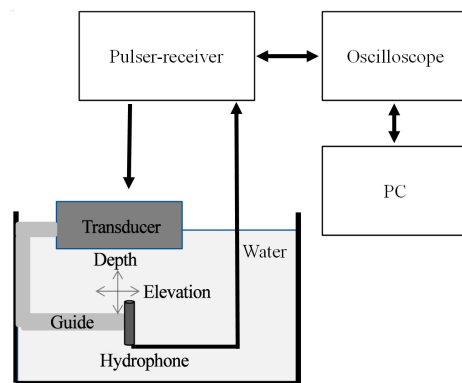 Pulser-receiver
Oscilloscope
PC
Transducer
Water
Depth
Elevation
Guide
Hydrophone